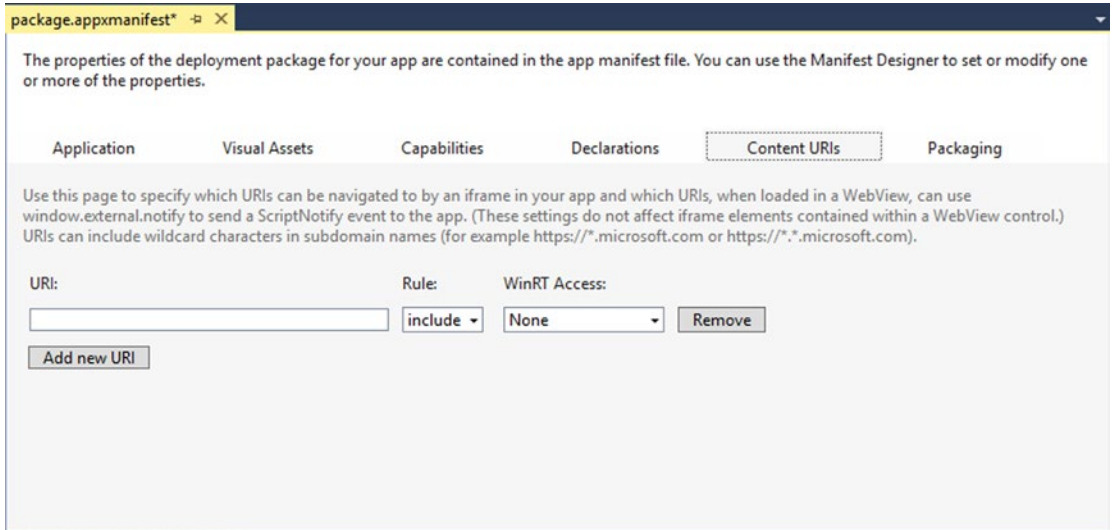 package.appxmanifest*
The properties of the deployment package for your app are contained in the app manifest file. You can use the Manifest Designer to set or modify one
or more of the properties.
Application Visual Assets Capabilities Declarations Content URIs Packaging
Use this page to specify which URIs can be navigated to by an iframe in your app and which URIs, when loaded in a WebView, can use
window.external.notify to send a ScriptNotify event to the app. (These settings do not affect iframe elements contained within a WebView control.)
URIs can include wildcard characters in subdomain names (for example https://*.microsoft.com or https://*.*.microsoft.com).
URI: Rule: WinRT Access:
include None Remove
Add new URI